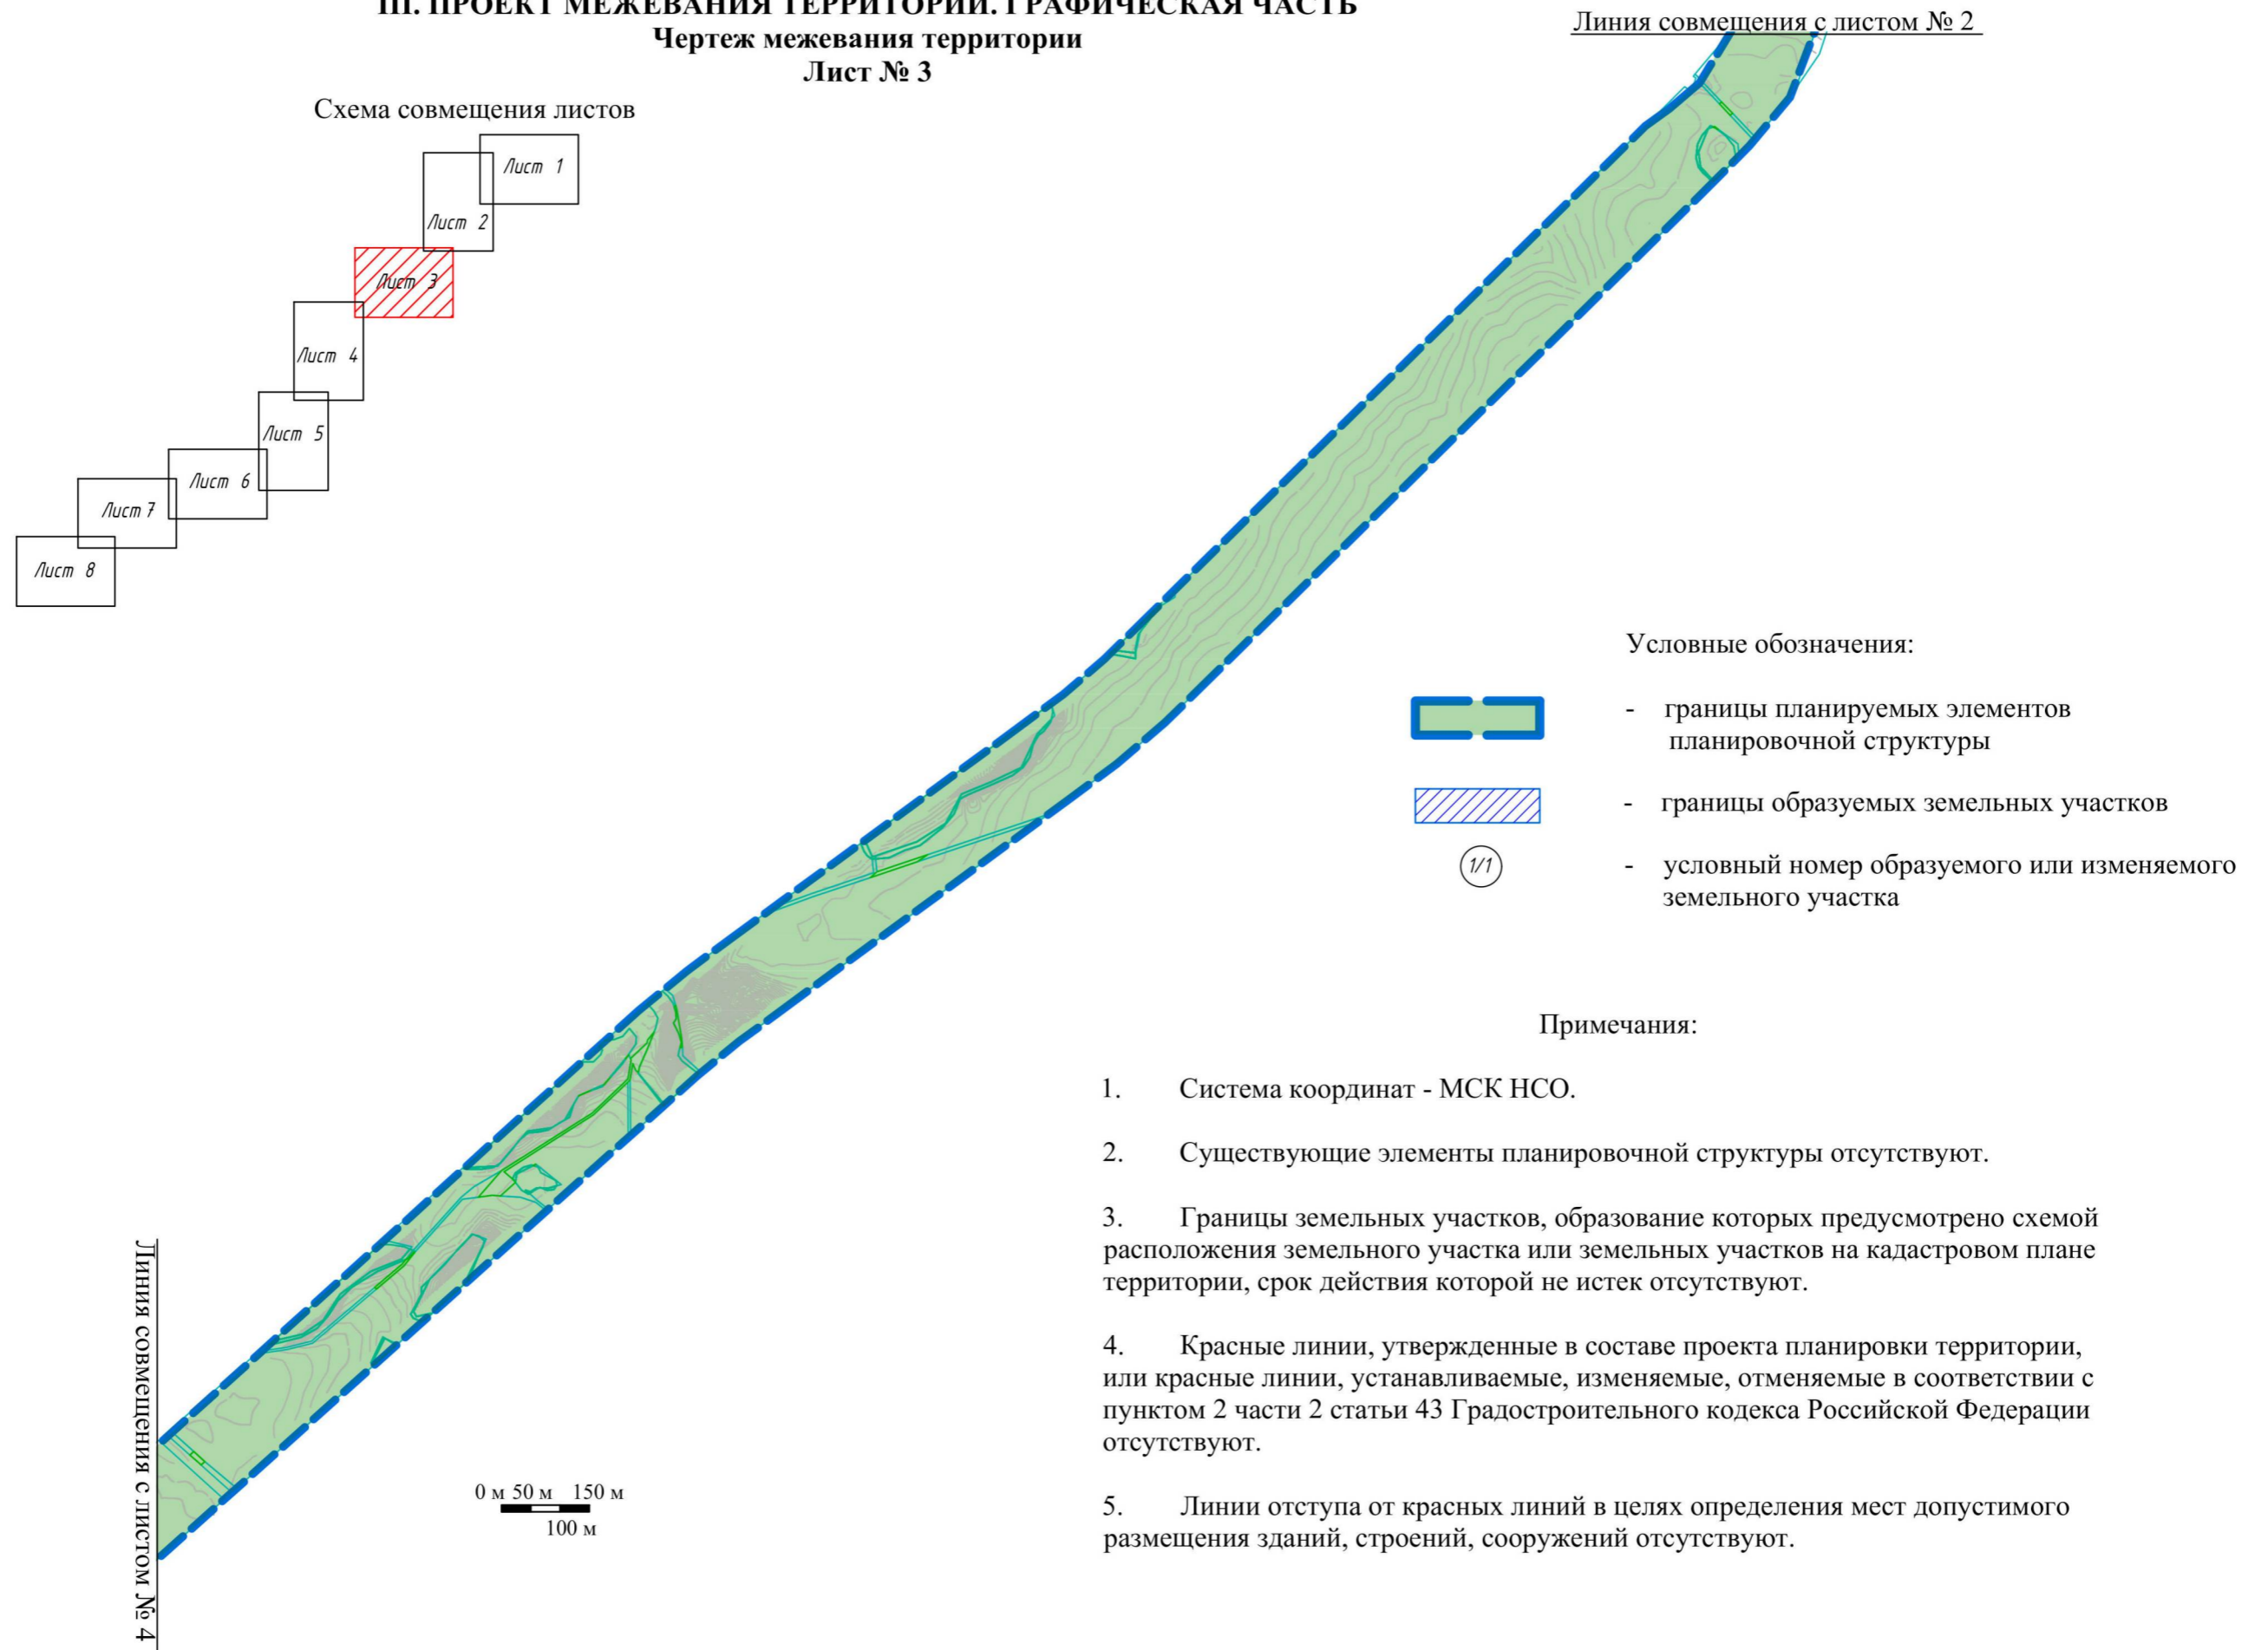 III. ПРОЕКТ МЕЖЕВАНИЯ ТЕРРИТОРИИ. ГРАФИЧЕСКАЯ ЧАСТЬ
Чертеж межевания территории
Лист № 3
Линия совмещения с листом № 2
Схема совмещения листов
Лист 1
Лист 2
Лист 3
Лист 4
Лист 5
Лист 6
Лист 7
Лист 8
Условные обозначения:
- границы планируемых элементов
планировочной структуры
- границы образуемых земельных участков
1/1
- условный номер образуемого или изменяемого
земельного участка
Примечания:
1. Система координат - МСК НСО.
2. Существующие элементы планировочной структуры отсутствуют.
3. Границы земельных участков, образование которых предусмотрено схемой
расположения земельного участка или земельных участков на кадастровом плане
территории, срок действия которой не истек отсутствуют.
4. Красные линии, утвержденные в составе проекта планировки территории,
или красные линии, устанавливаемые, изменяемые, отменяемые в соответствии с
пунктом 2 части 2 статьи 43 Градостроительного кодекса Российской Федерации
отсутствуют.
5. Линии отступа от красных линий в целях определения мест допустимого
размещения зданий, строений, сооружений отсутствуют.
Линия совмещения с листом № 4
0 м 50 м 150 м
100 м